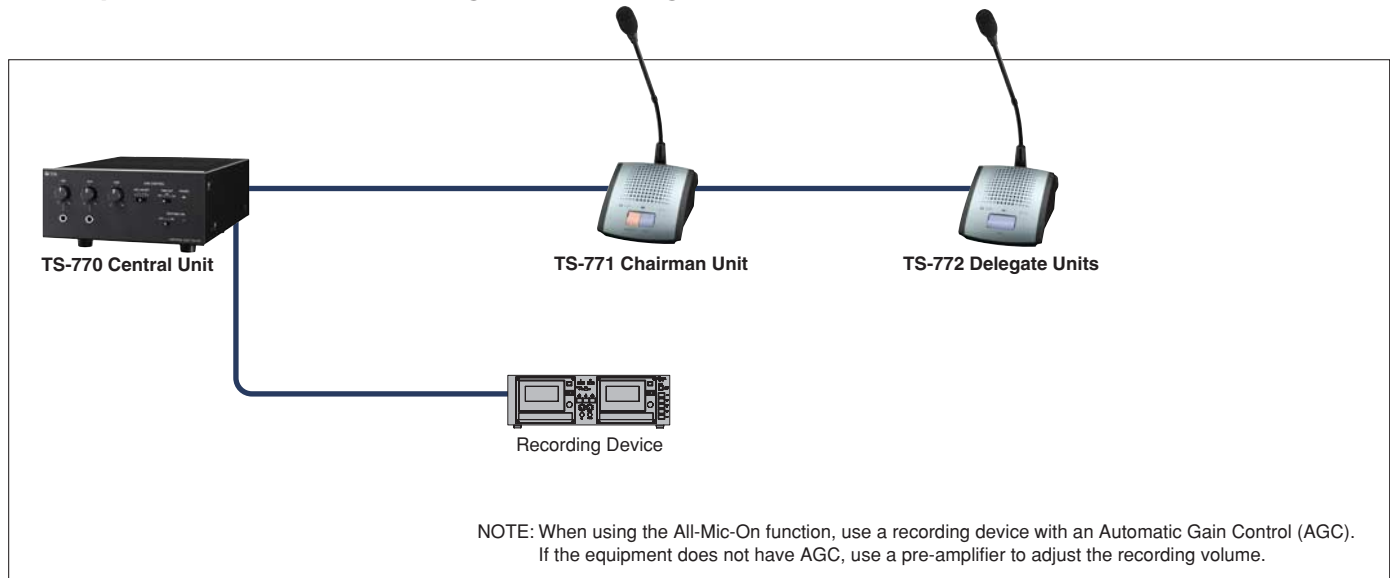 TS-770 Central Unit
TS-771 Chairman Unit
TS-772 Delegate Units
Recording Device
NOTE: When using the All-Mic-On function, use a recording device with an Automatic Gain Control (AGC).
If the equipment does not have AGC, use a pre-amplifier to adjust the recording volume.